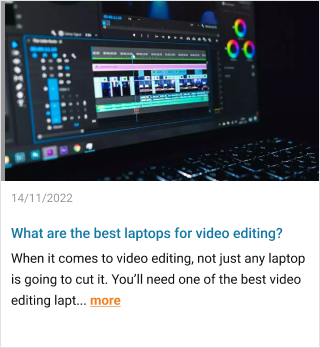 14/11/2022
What are the best laptops for video editing?
When it comes to video editing, not just any laptop
is going to cut it. You’ll need one of the best video
editing lapt... more